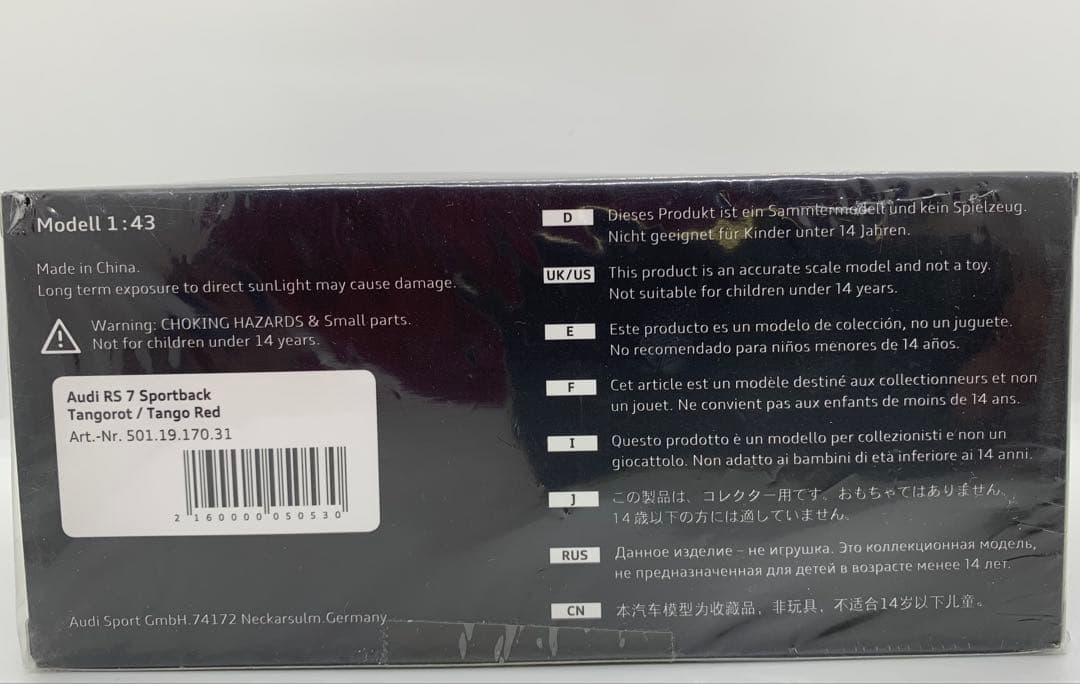 Modell 1:43
Made in China.
Long term exposure to direct sunLight may cause damage.
Warning: CHOKING HAZARDS & Small parts.
Not for children under 14 years.
Audi RS 7 Sportback
Tangorot / Tango Red
Art.-Nr. 501.19.170.31
2 160000 050530
Audi Sport GmbH.74172 Neckarsulm.Germany
D Dieses Produkt ist ein Sammlermodell und kein Spielzeug.
Nicht geeignet für Kinder unter 14 Jahren.
UK/US This product is an accurate scale model and not a toy.
Not suitable for children under 14 years.
E Este producto es un modelo de colección, no un juguete.
No recomendado para niños menores de 14 años.
F Cet article est un modèle destiné aux collectionneurs et non
un jouet. Ne convient pas aux enfants de moins de 14 ans.
I Questo prodotto è un modello per collezionisti e non un
giocattolo. Non adatto ai bambini di età inferiore ai 14 anni.
J この製品は、コレクター用です。おもちゃではありません、
14歳以下の方には適していません。
RUS Данное изделие – не игрушка. Это коллекционная модель,
не предназначенная для детей в возрасте менее 14 лет.
CN 本汽车模型为收藏品，非玩具，不适合14岁以下儿童。